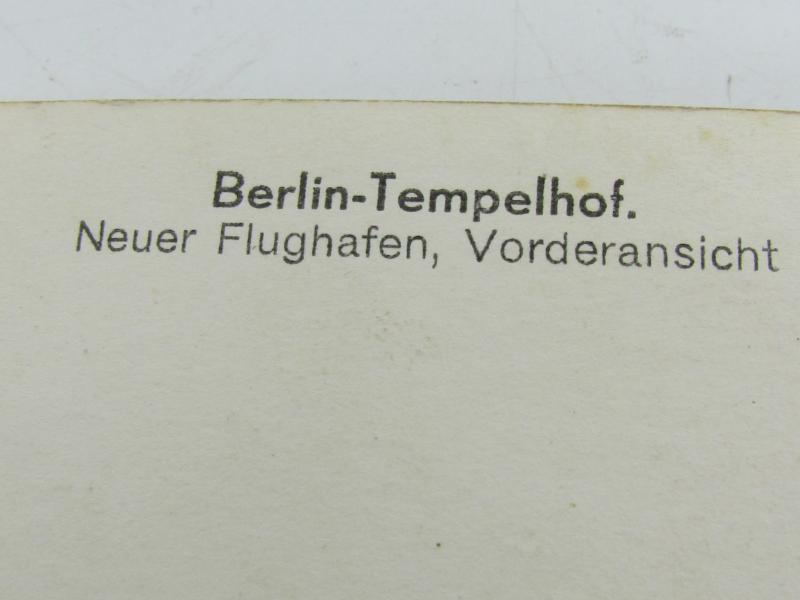 Berlin-Tempelhof.
Neuer Flughafen, Vorderansicht